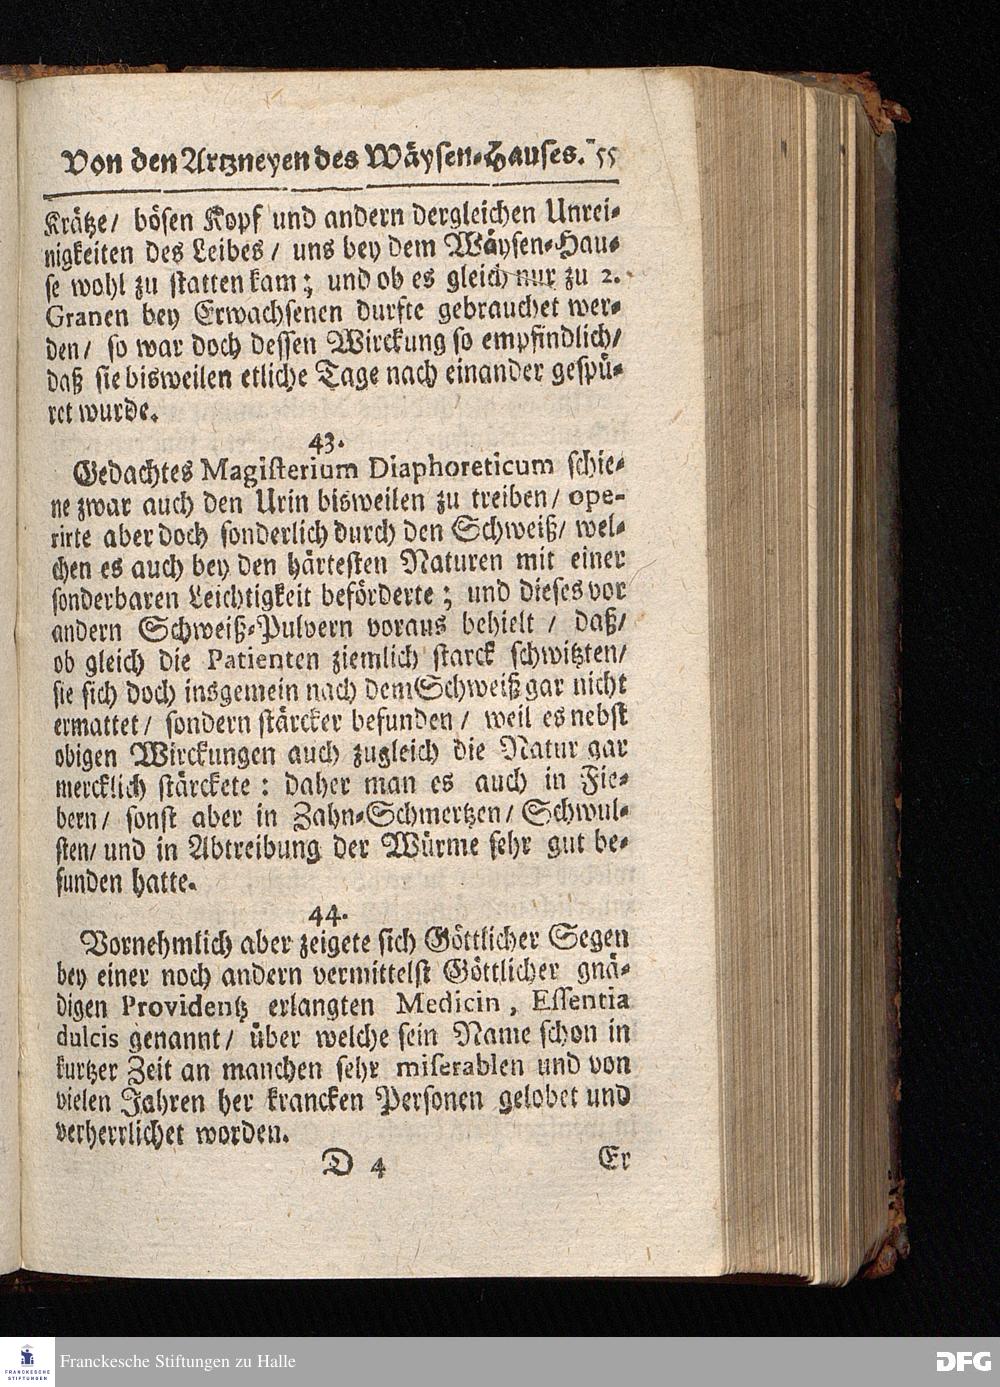 Von den Artzneyen des Wäysen-Hauses. 55
Krätze/ bösen Kopf und andern dergleichen Unrei-
nigkeiten des Leibes / uns bey dem Wäysen-Hau-
se wohl zu statten kam; und ob es gleich nur zu 2.
Granen bey Erwachsenen durfte gebrauchet wer-
den/ so war doch dessen Wirckung so empfindlich/
daß sie bisweilen etliche Tage nach einander gespü-
ret wurde.
43.
Gedachtes Magisterium Diaphoreticum schie-
ne zwar auch den Urin bisweilen zu treiben/ ope-
rirte aber doch sonderlich durch den Schweiß/ wel-
chen es auch bey den härtesten Naturen mit einer
sonderbaren Leichtigkeit beförderte; und dieses vor
andern Schweiß-Pulvern voraus behielt / daß/
ob gleich die Patienten ziemlich starck schwitzten/
sie sich doch insgemein nach dem Schweiß gar nicht
ermattet/ sondern stärcker befunden/ weil es nebst
obigen Wirckungen auch zugleich die Natur gar
mercklich stärckete: daher man es auch in Fie-
bern/ sonst aber in Zahn-Schmertzen/ Schwul-
sten/ und in Abtreibung der Würme sehr gut be-
funden hatte.
44.
Vornehmlich aber zeigete sich Göttlicher Segen
bey einer noch andern vermittelst Göttlicher gnä-
digen Providentz erlangten Medicin, Essentia
dulcis genannt/ über welche sein Name schon in
kurtzer Zeit an manchen sehr miserablen und von
vielen Jahren her krancken Personen gelobet und
verherrlichet worden.
D 4 Er
FRANCKESCHE STIFTUNGEN
Franckesche Stiftungen zu Halle
DFG